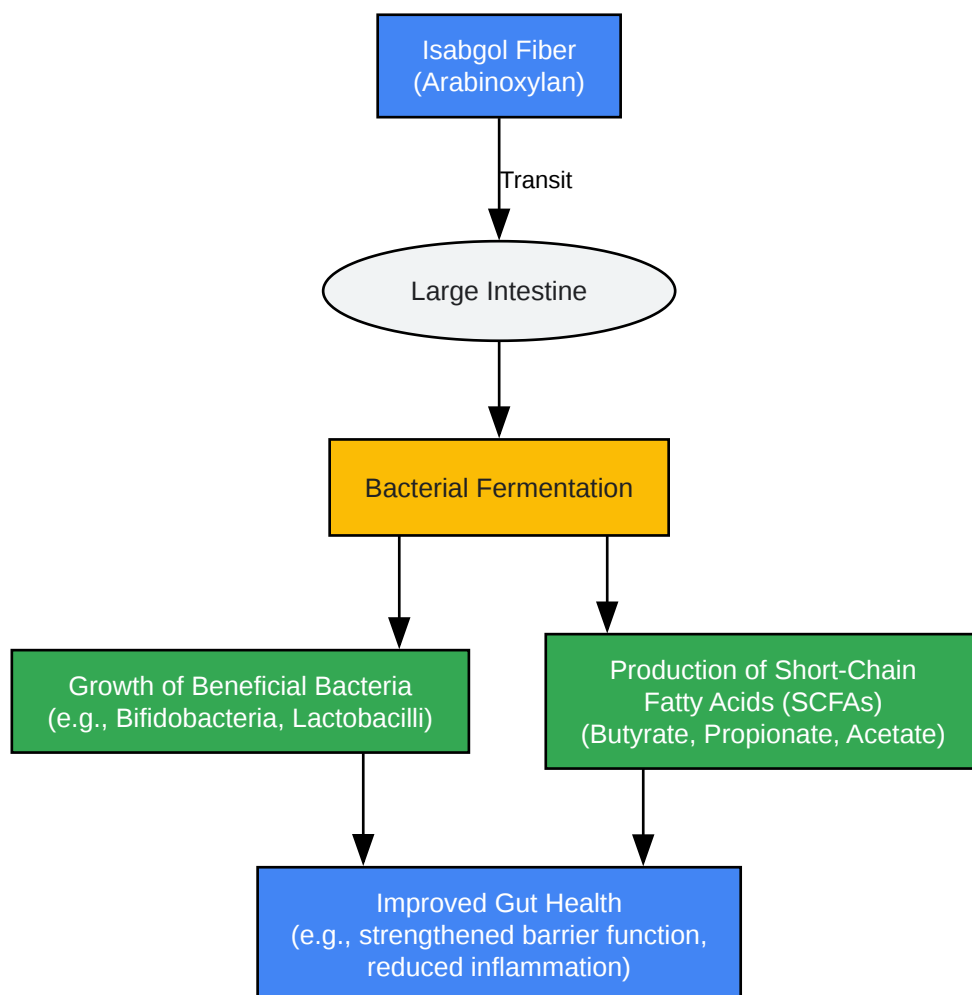 Isabgol Fiber
(Arabinoxylan)
Transit
Large Intestine
Bacterial Fermentation
Growth of Beneficial Bacteria
(e.g., Bifidobacteria, Lactobacilli)
Production of Short-Chain
Fatty Acids (SCFAs)
(Butyrate, Propionate, Acetate)
Improved Gut Health
(e.g., strengthened barrier function,
reduced inflammation)